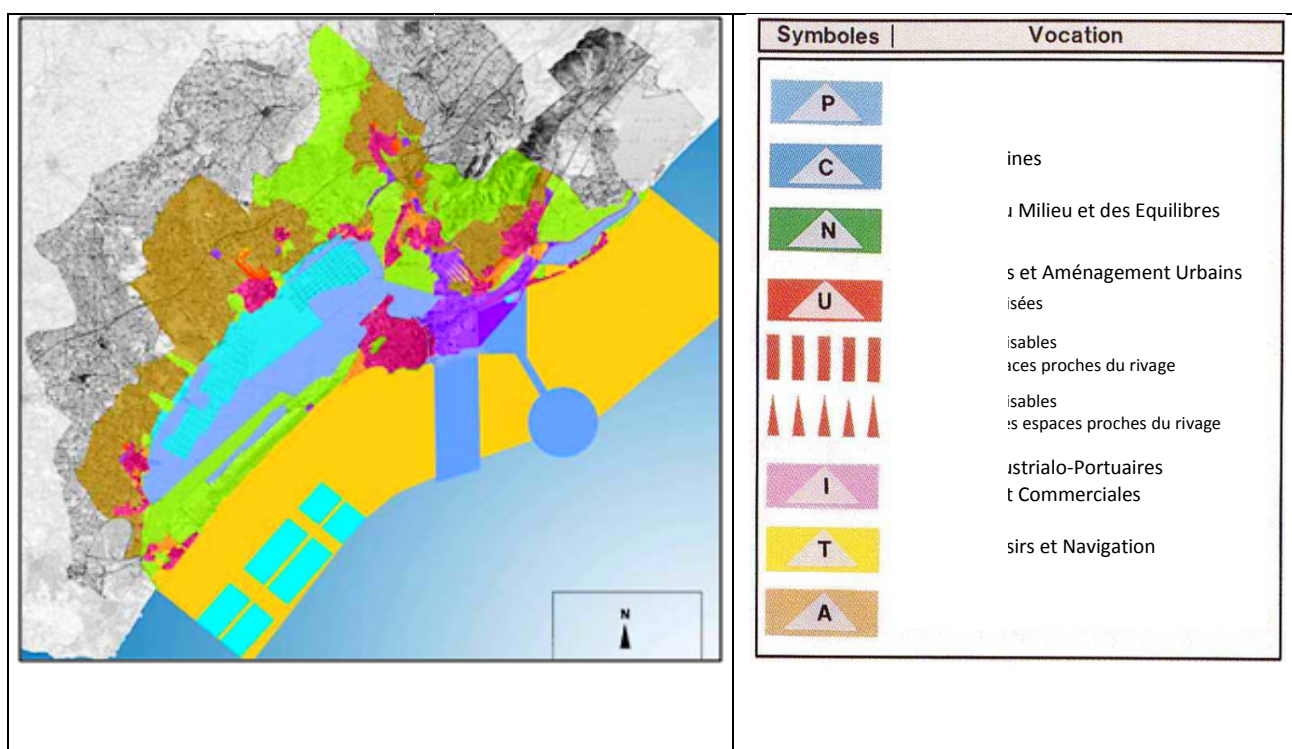 Symboles | Vocation
P
C
ines
N
Milieu et des Equilibres
et Aménagement Urbains
U
isées
isables
aces proches du rivage
isables
espaces proches du rivage
ustrialo-Portuaires
I
t Commerciales
T
sirs et Navigation
A
N